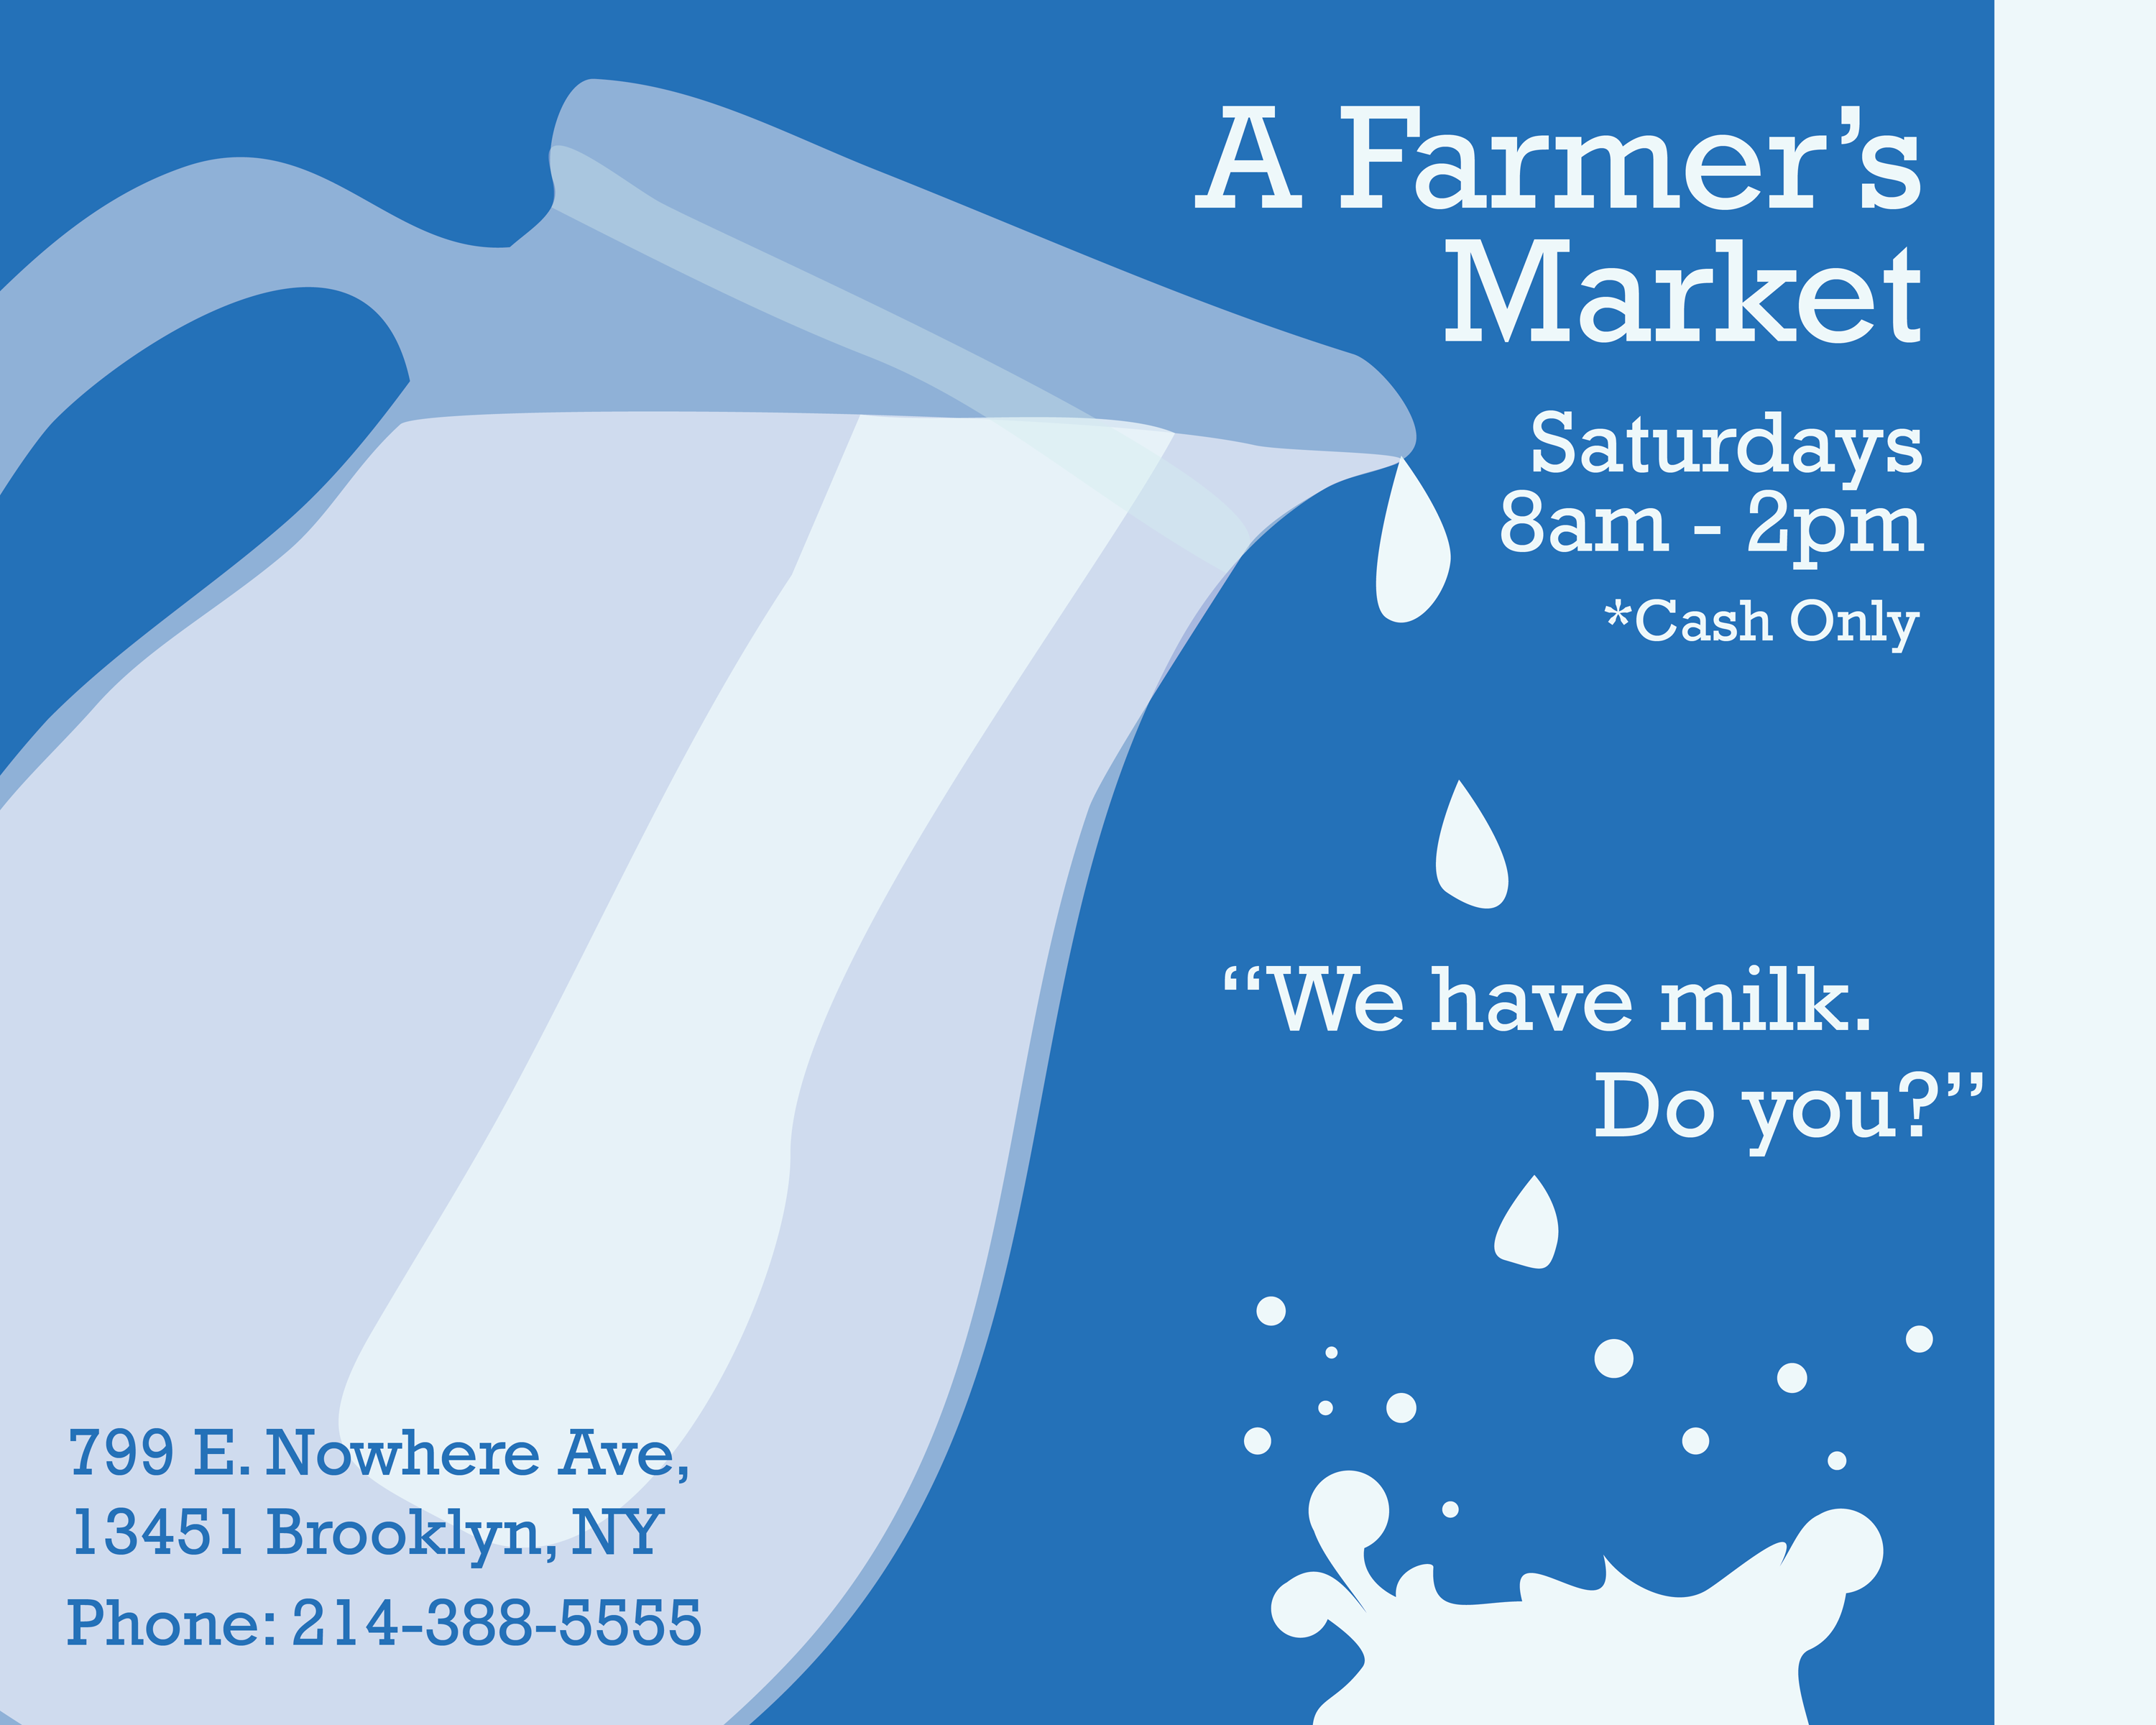 A Farmer’s
Market
Saturdays
8am - 2pm
*Cash Only
“We have milk.
Do you?”
799 E. Nowhere Ave,
13451 Brooklyn, NY
Phone: 214-388-5555